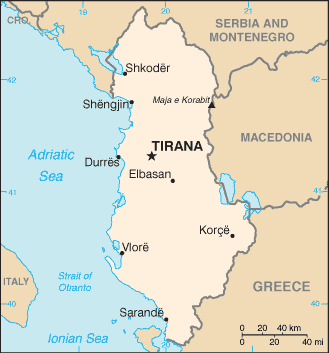 20
CRO.
SERBIA AND
MONTENEGRO
Shkodër
42
42
Shëngjin
Maja e Korabit
MACEDONIA
Adriatic
Sea
TIRANA
Durrës
Elbasan
41
41
Korçë
Vlorë
ITALY
Strait of
Otranto
GREECE
40
40
Sarandë
0 20 40 km
0 20 40 mi
Ionian Sea
20
21